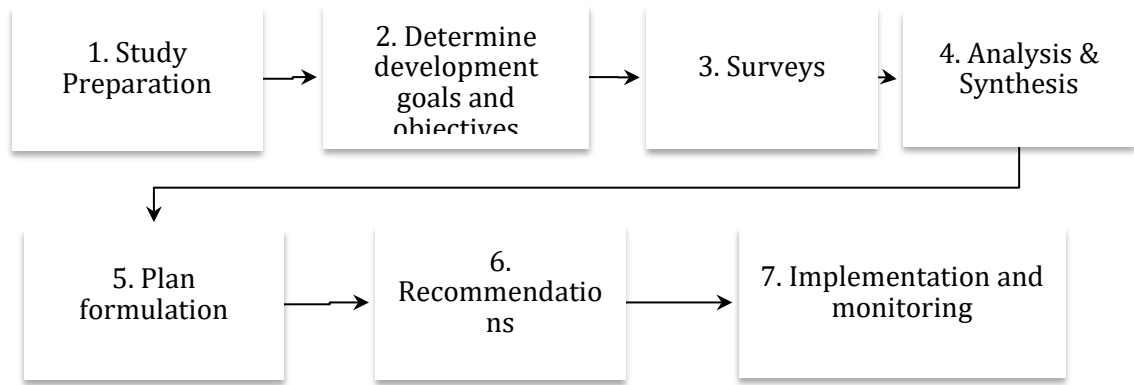 1. Study
Preparation
2. Determine
development
goals and
objectives
3. Surveys
4. Analysis &
Synthesis
5. Plan
formulation
6.
Recommendatio
ns
7. Implementation and
monitoring